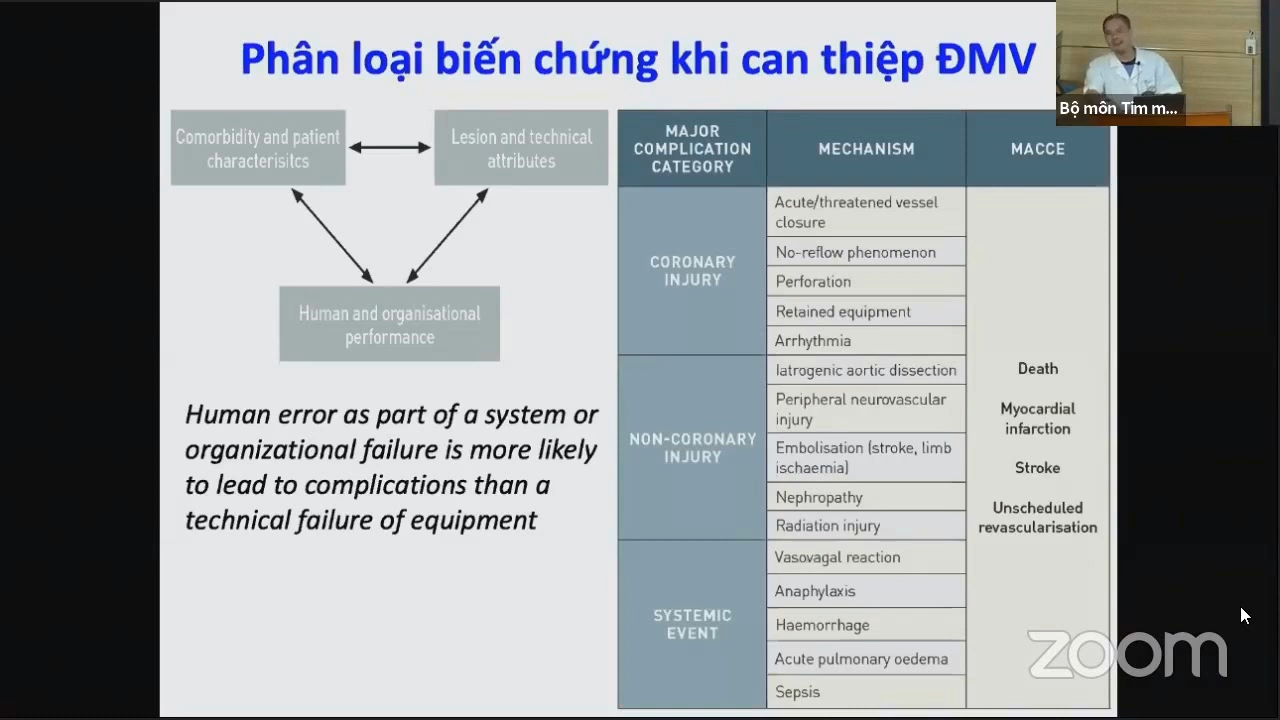 Phân loại biến chứng khi can thiệp ĐMV
Bộ môn Tim m...
Comorbidity and patient
characterisitcs
Lesion and technical
attributes
Human and organisational
performance
Human error as part of a system or
organizational failure is more likely
to lead to complications than a
technical failure of equipment
MAJOR
COMPLICATION
CATEGORY
MECHANISM
MACCE
CORONARY
INJURY
Acute/threatened vessel
closure
No-reflow phenomenon
Perforation
Retained equipment
Arrhythmia
NON-CORONARY
INJURY
Iatrogenic aortic dissection
Peripheral neurovascular
injury
Embolisation (stroke, limb
ischaemia)
Nephropathy
Radiation injury
SYSTEMIC
EVENT
Vasovagal reaction
Anaphylaxis
Haemorrhage
Acute pulmonary oedema
Sepsis
Death
Myocardial
infarction
Stroke
Unscheduled
revascularisation
zoom